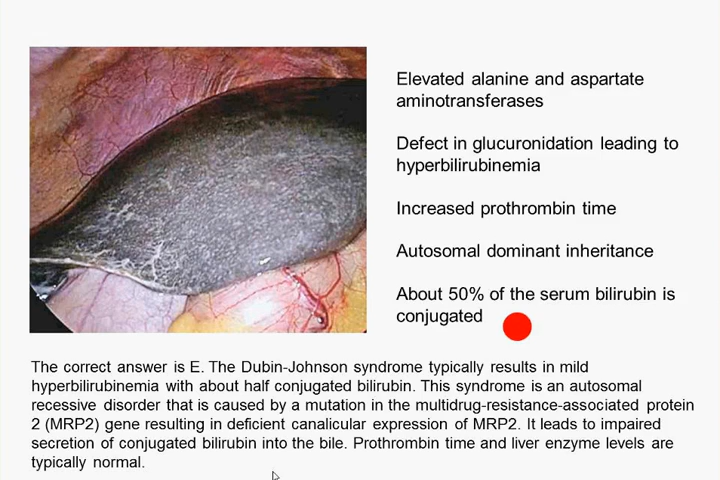 Elevated alanine and aspartate
aminotransferases
Defect in glucuronidation leading to
hyperbilirubinemia
Increased prothrombin time
Autosomal dominant inheritance
About 50% of the serum bilirubin is
conjugated
The correct answer is E. The Dubin-Johnson syndrome typically results in mild
hyperbilirubinemia with about half conjugated bilirubin. This syndrome is an autosomal
recessive disorder that is caused by a mutation in the multidrug-resistance-associated protein
2 (MRP2) gene resulting in deficient canalicular expression of MRP2. It leads to impaired
secretion of conjugated bilirubin into the bile. Prothrombin time and liver enzyme levels are
typically normal.